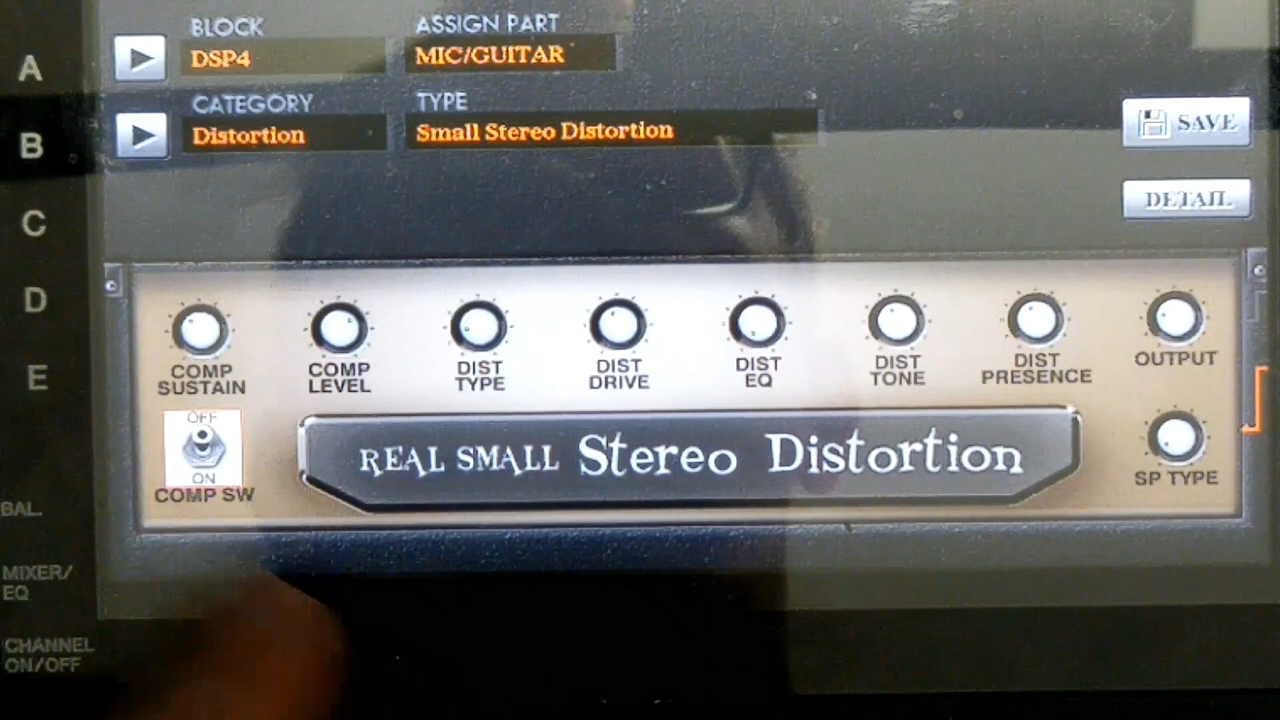 BLOCK
ASSIGN PART
A
DSP4
MIC/GUITAR
CATEGORY
TYPE
B
Distortion
Small Stereo Distortion
SAVE
C
DETAIL
D
E
COMP SUSTAIN
COMP LEVEL
DIST TYPE
DIST DRIVE
DIST EQ
DIST TONE
DIST PRESENCE
OUTPUT
OFF
ON
COMP SW
REAL SMALL Stereo Distortion
SP TYPE
BAL.
MIXER/
EQ
CHANNEL
ON/OFF